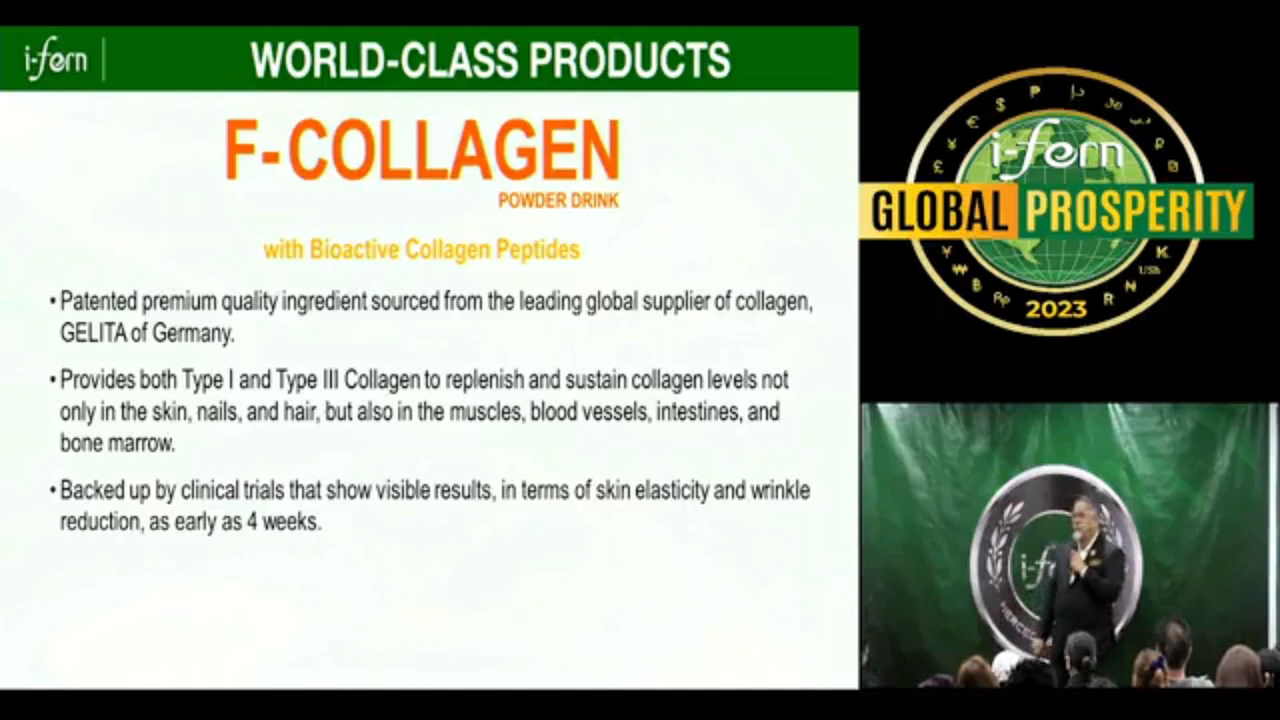 i-fern
WORLD-CLASS PRODUCTS
F-COLLAGEN
POWDER DRINK
with Bioactive Collagen Peptides
• Patented premium quality ingredient sourced from the leading global supplier of collagen,
GELITA of Germany.
• Provides both Type I and Type III Collagen to replenish and sustain collagen levels not
only in the skin, nails, and hair, but also in the muscles, blood vessels, intestines, and
bone marrow.
• Backed up by clinical trials that show visible results, in terms of skin elasticity and wrinkle
reduction, as early as 4 weeks.
i-fern
GLOBAL PROSPERITY
2023